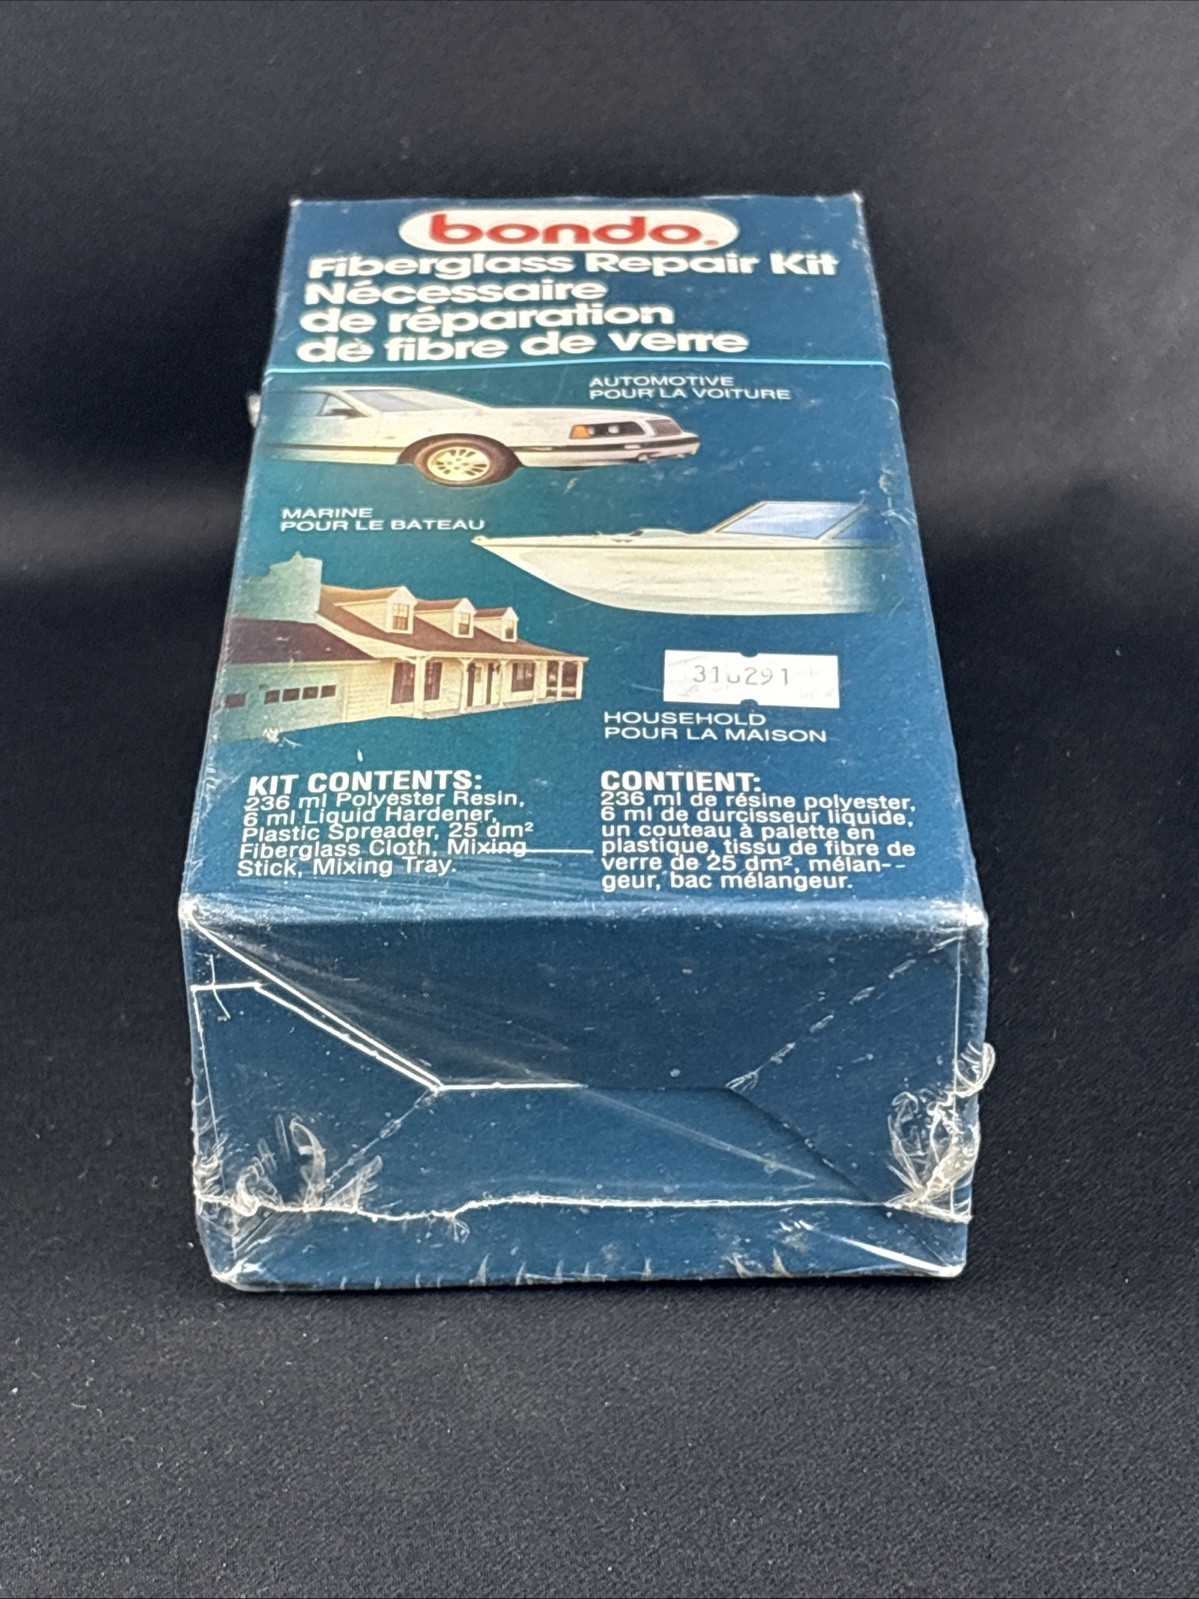 bondo®
Fiberglass Repair Kit
Nécessaire
de réparation
de fibre de verre
AUTOMOTIVE
POUR LA VOITURE
MARINE
POUR LE BATEAU
HOUSEHOLD
POUR LA MAISON
KIT CONTENTS:
236 ml Polyester Resin,
6 ml Liquid Hardener,
Plastic Spreader, 25 dm²
Fiberglass Cloth, Mixing
Stick, Mixing Tray.
CONTIENT:
236 ml de résine polyester,
6 ml de durcisseur liquide,
un couteau à palette en
plastique, tissu de fibre de
verre de 25 dm², mélan-
geur, bac mélangeur.